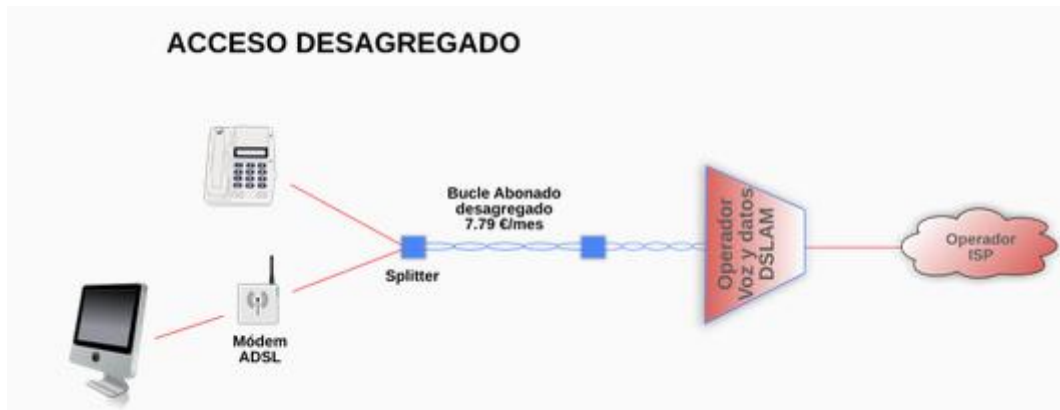 ACCESO DESAGREGADO
Bucle Abonado
desagregado
7.79 €/mes
Splitter
Módem
ADSL
Operador
Voz y datos
DSLAM
Operador
ISP